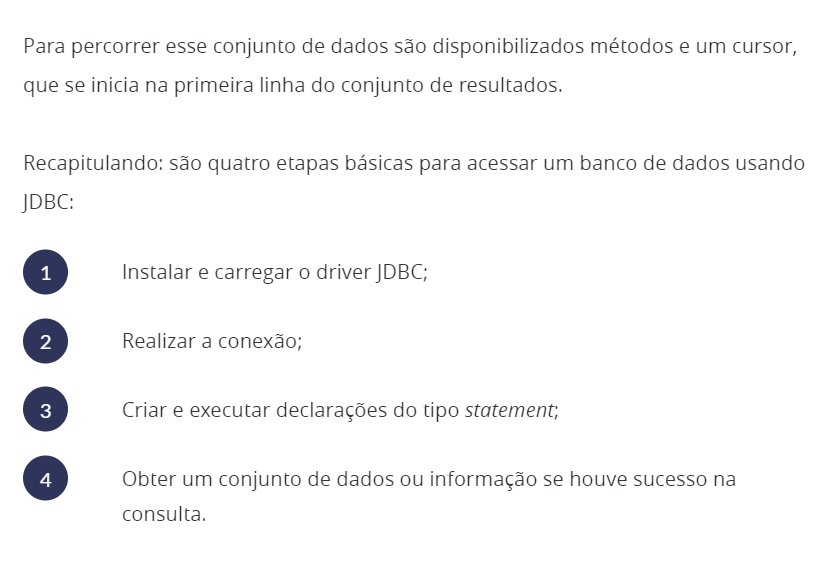 Para percorrer esse conjunto de dados são disponibilizados métodos e um cursor,
que se inicia na primeira linha do conjunto de resultados.
Recapitulando: são quatro etapas básicas para acessar um banco de dados usando
JDBC:
1 Instalar e carregar o driver JDBC;
2 Realizar a conexão;
3 Criar e executar declarações do tipo statement;
4 Obter um conjunto de dados ou informação se houve sucesso na
consulta.